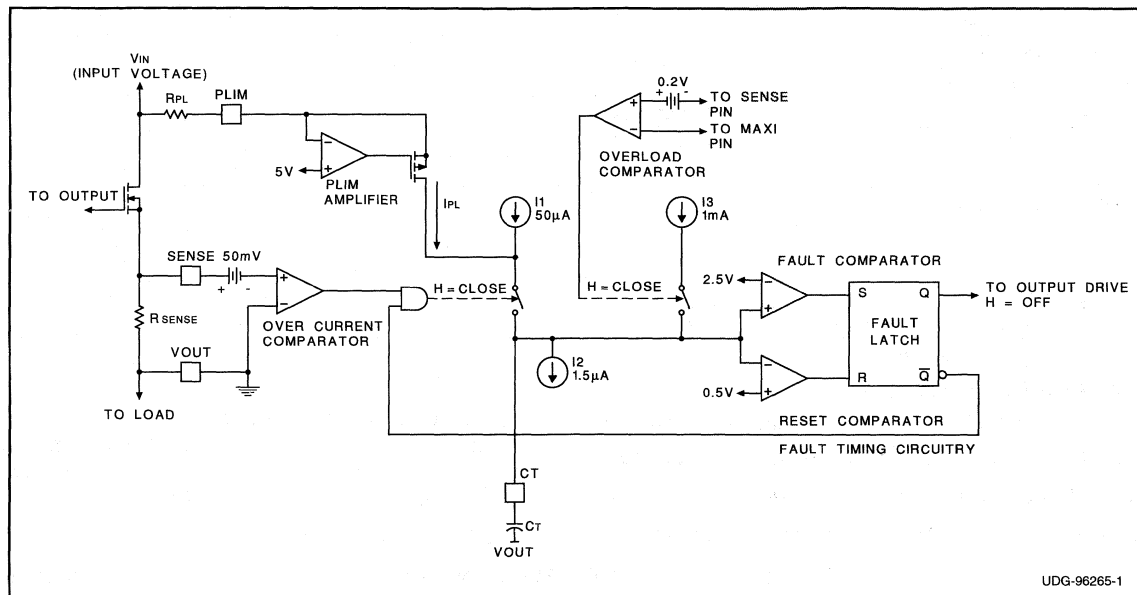 VIN
(INPUT VOLTAGE)
RPL
PLIM
5V
PLIM
AMPLIFIER
IPL
TO OUTPUT
SENSE 50mV
+ -
RSENSE
OVER CURRENT
COMPARATOR
VOUT
TO LOAD
H = CLOSE
I1
50µA
0.2V
+ -
TO SENSE
PIN
TO MAXI
PIN
OVERLOAD
COMPARATOR
H = CLOSE
I3
1mA
I2
1.5µA
FAULT COMPARATOR
2.5V
0.5V
S Q
FAULT
LATCH
R Q̅
TO OUTPUT DRIVE
H = OFF
RESET COMPARATOR
FAULT TIMING CIRCUITRY
CT
CT
VOUT
UDG-96265-1